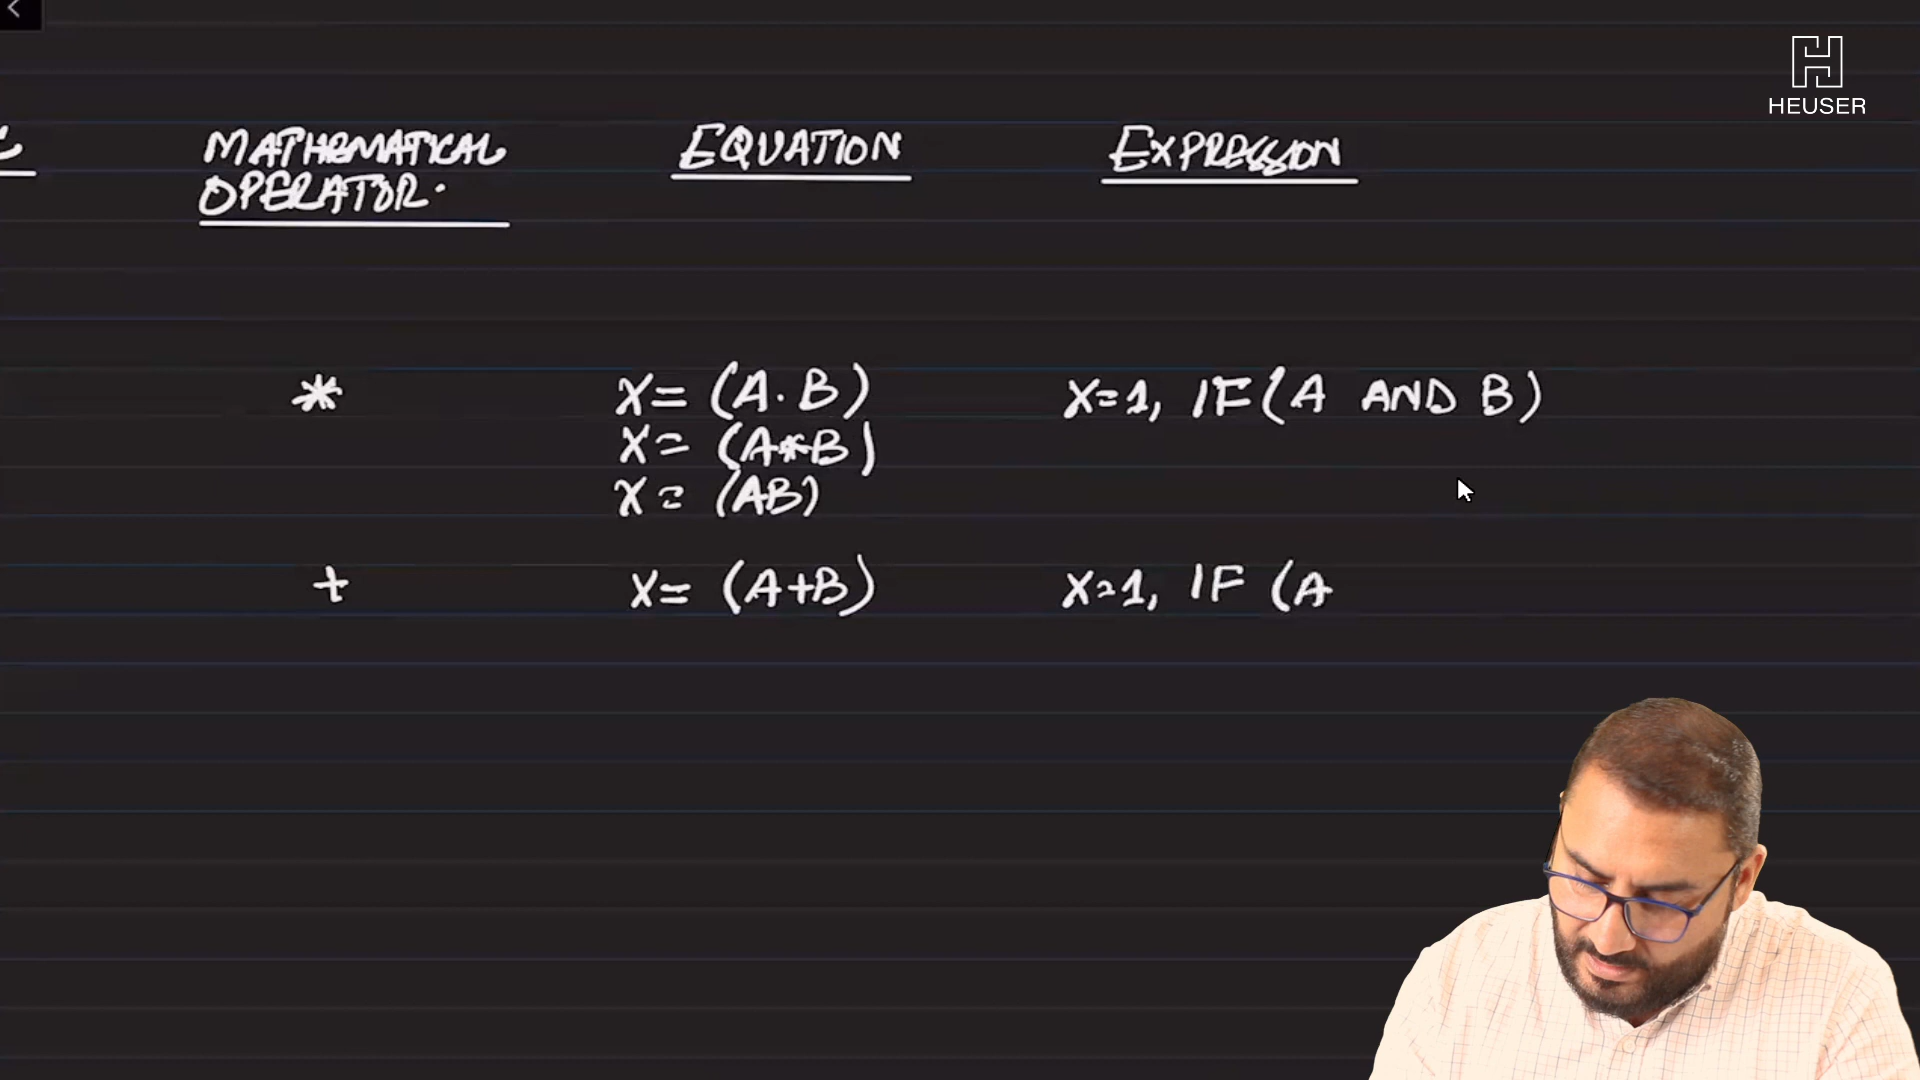 HEUSER
MATHEMATICAL OPERATOR.
EQUATION
EXPRESSION
* X = (A · B) X=1, IF (A AND B)
X = (A*B)
X = (AB)
+ X = (A+B) X=1, IF (A